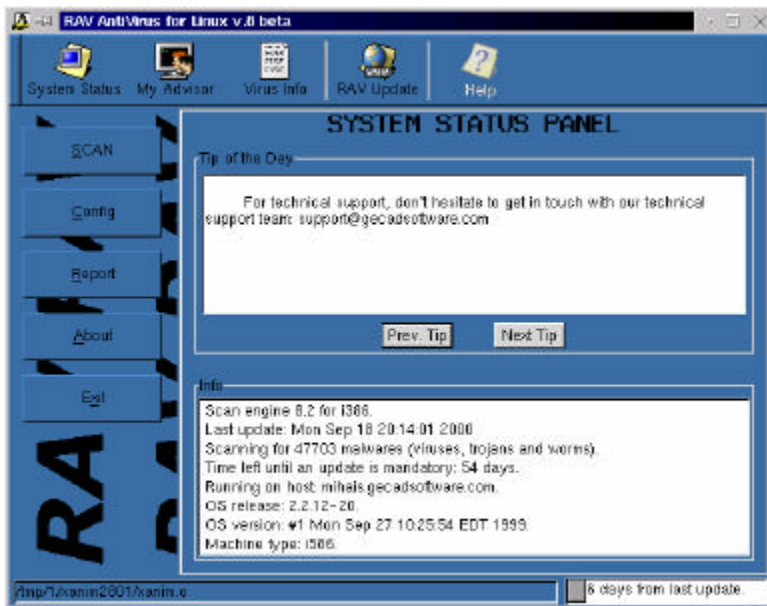 RAV AntiVirus for Linux v.8 beta
System Status
My Advisor
Virus Info
RAV Update
Help
SCAN
Config
Report
About
Exit
RA
SYSTEM STATUS PANEL
Tip of the Day
For technical support, don't hesitate to get in touch with our technical
support team: support@gecadsoftware.com
Prev. Tip
Next Tip
Info
Scan engine 8.2 for i386.
Last update: Mon Sep 18 20:14:01 2000
Scanning for 47703 malwares (viruses, trojans and worms).
Time left until an update is mandatory: 54 days.
Running on host: mihais.gecadsoftware.com.
OS release: 2.2.12-20.
OS version: #1 Mon Sep 27 10:25:54 EDT 1999.
Machine type: i586.
/tmp/1/xanim2801/xanim.e
6 days from last update.